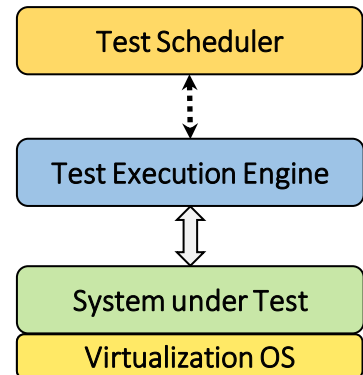 Test Scheduler
Test Execution Engine
System under Test
Virtualization OS